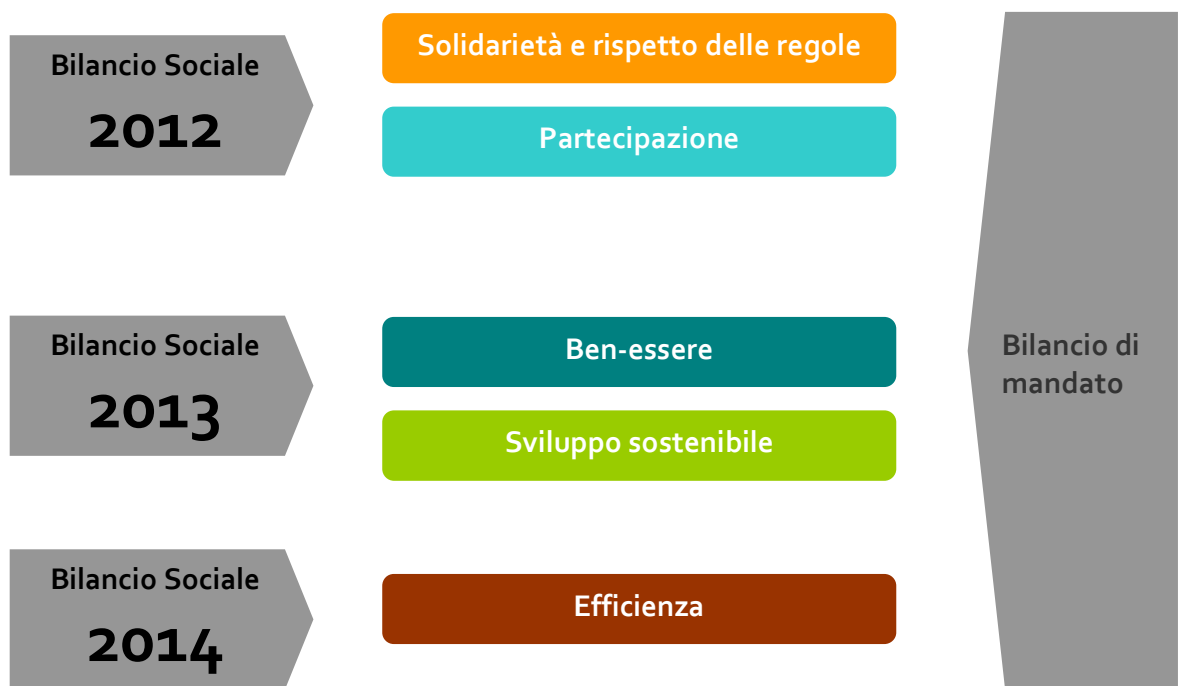 Bilancio Sociale
2012
Solidarietà e rispetto delle regole
Partecipazione
Bilancio Sociale
2013
Ben-essere
Sviluppo sostenibile
Bilancio Sociale
2014
Efficienza
Bilancio di
mandato